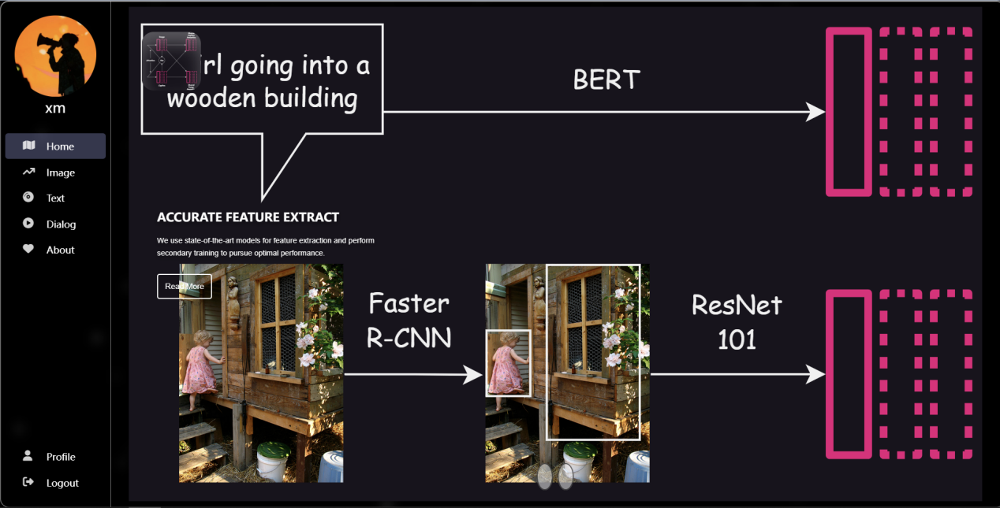 xm
Home
Image
Text
Dialog
About
Profile
Logout
going into a
wooden building
BERT
ACCURATE FEATURE EXTRACT
We use state-of-the-art models for feature extraction and perform
secondary training to pursue optimal performance.
Read More
Faster
R-CNN
ResNet
101